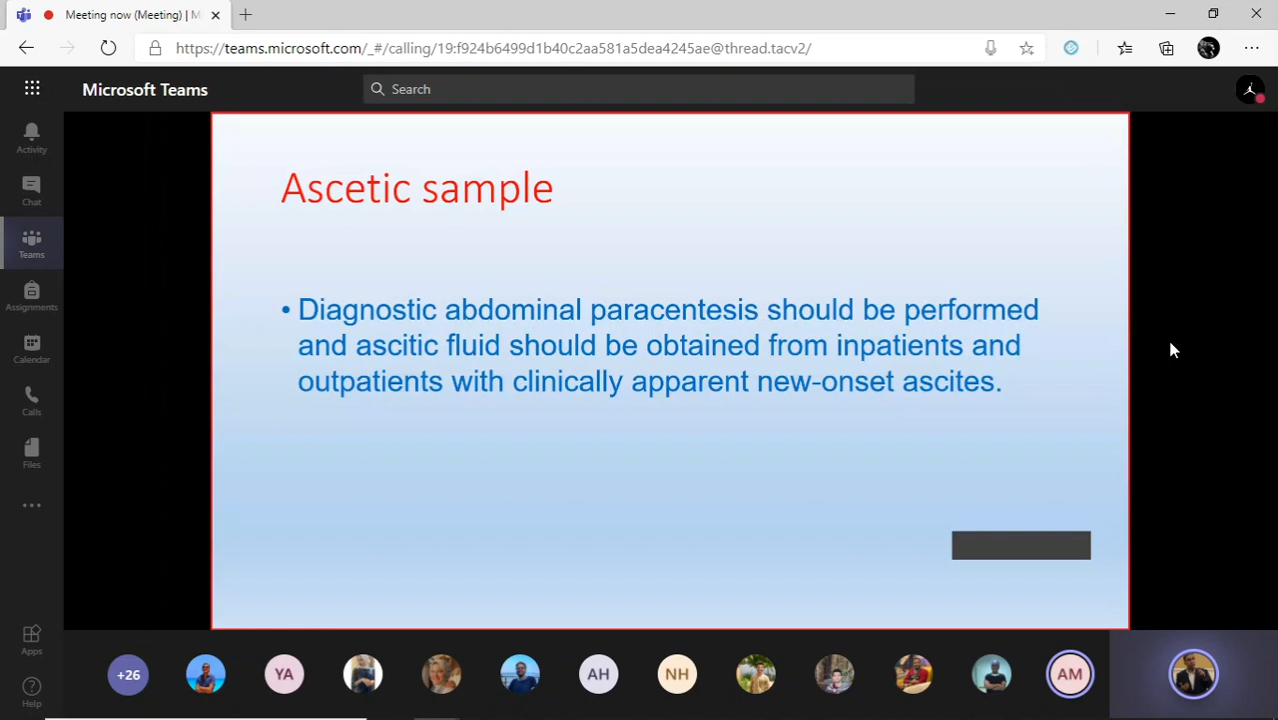 Meeting now (Meeting) | M
https://teams.microsoft.com/_#/calling/19:f924b6499d1b40c2aa581a5dea4245ae@thread.tacv2/
Microsoft Teams
Search
Activity
Chat
Teams
Assignments
Calendar
Calls
Files
Apps
Help
Ascetic sample
• Diagnostic abdominal paracentesis should be performed
and ascitic fluid should be obtained from inpatients and
outpatients with clinically apparent new-onset ascites.
+26
YA
AH
NH
AM